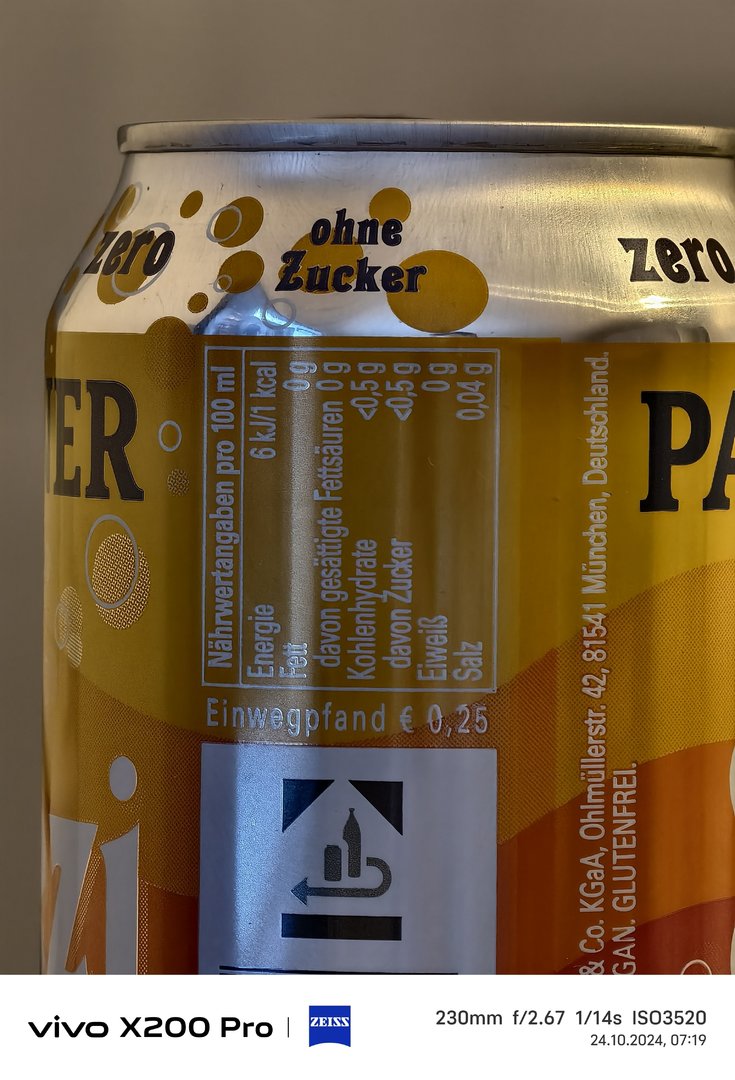 zero
ohne
Zucker
zero
TER
PA
Nährwertangaben pro 100 ml
Energie 6 kJ/1 kcal
Fett 0 g
davon gesättigte Fettsäuren 0 g
Kohlenhydrate <0,5 g
davon Zucker <0,5 g
Eiweiß 0 g
Salz 0,04 g
Einwegpfand € 0,25
& Co. KGaA, Ohlmüllerstr. 42, 81541 München, Deutschland.
GAN. GLUTENFREI.
zi
vivo X200 Pro
ZEISS
230mm f/2.67 1/14s ISO3520
24.10.2024, 07:19